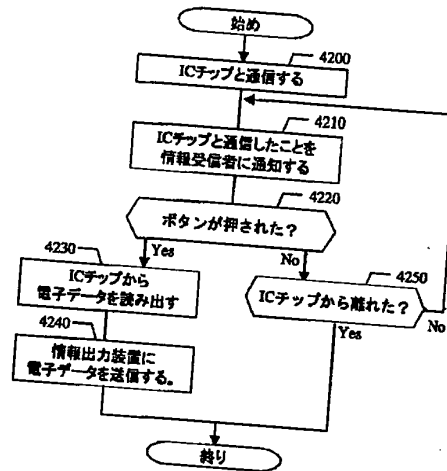 始め
4200
ICチップと通信する
4210
ICチップと通信したことを
情報受信者に通知する
4220
ボタンが押された？
4230
Yes
No
4250
ICチップから
電子データを読み出す
ICチップから離れた？
No
4240
Yes
情報出力装置に
電子データを送信する。
終り